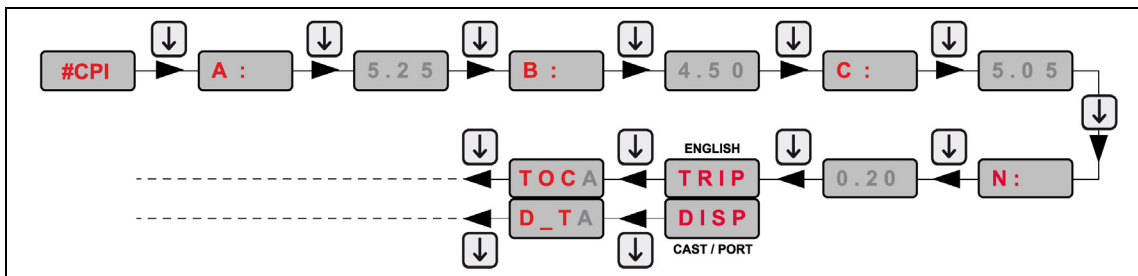 #CPI A : 5.25 B : 4.50 C : 5.05
ENGLISH
TOCA TRIP 0.20 N:
D_TA DISP
CAST / PORT